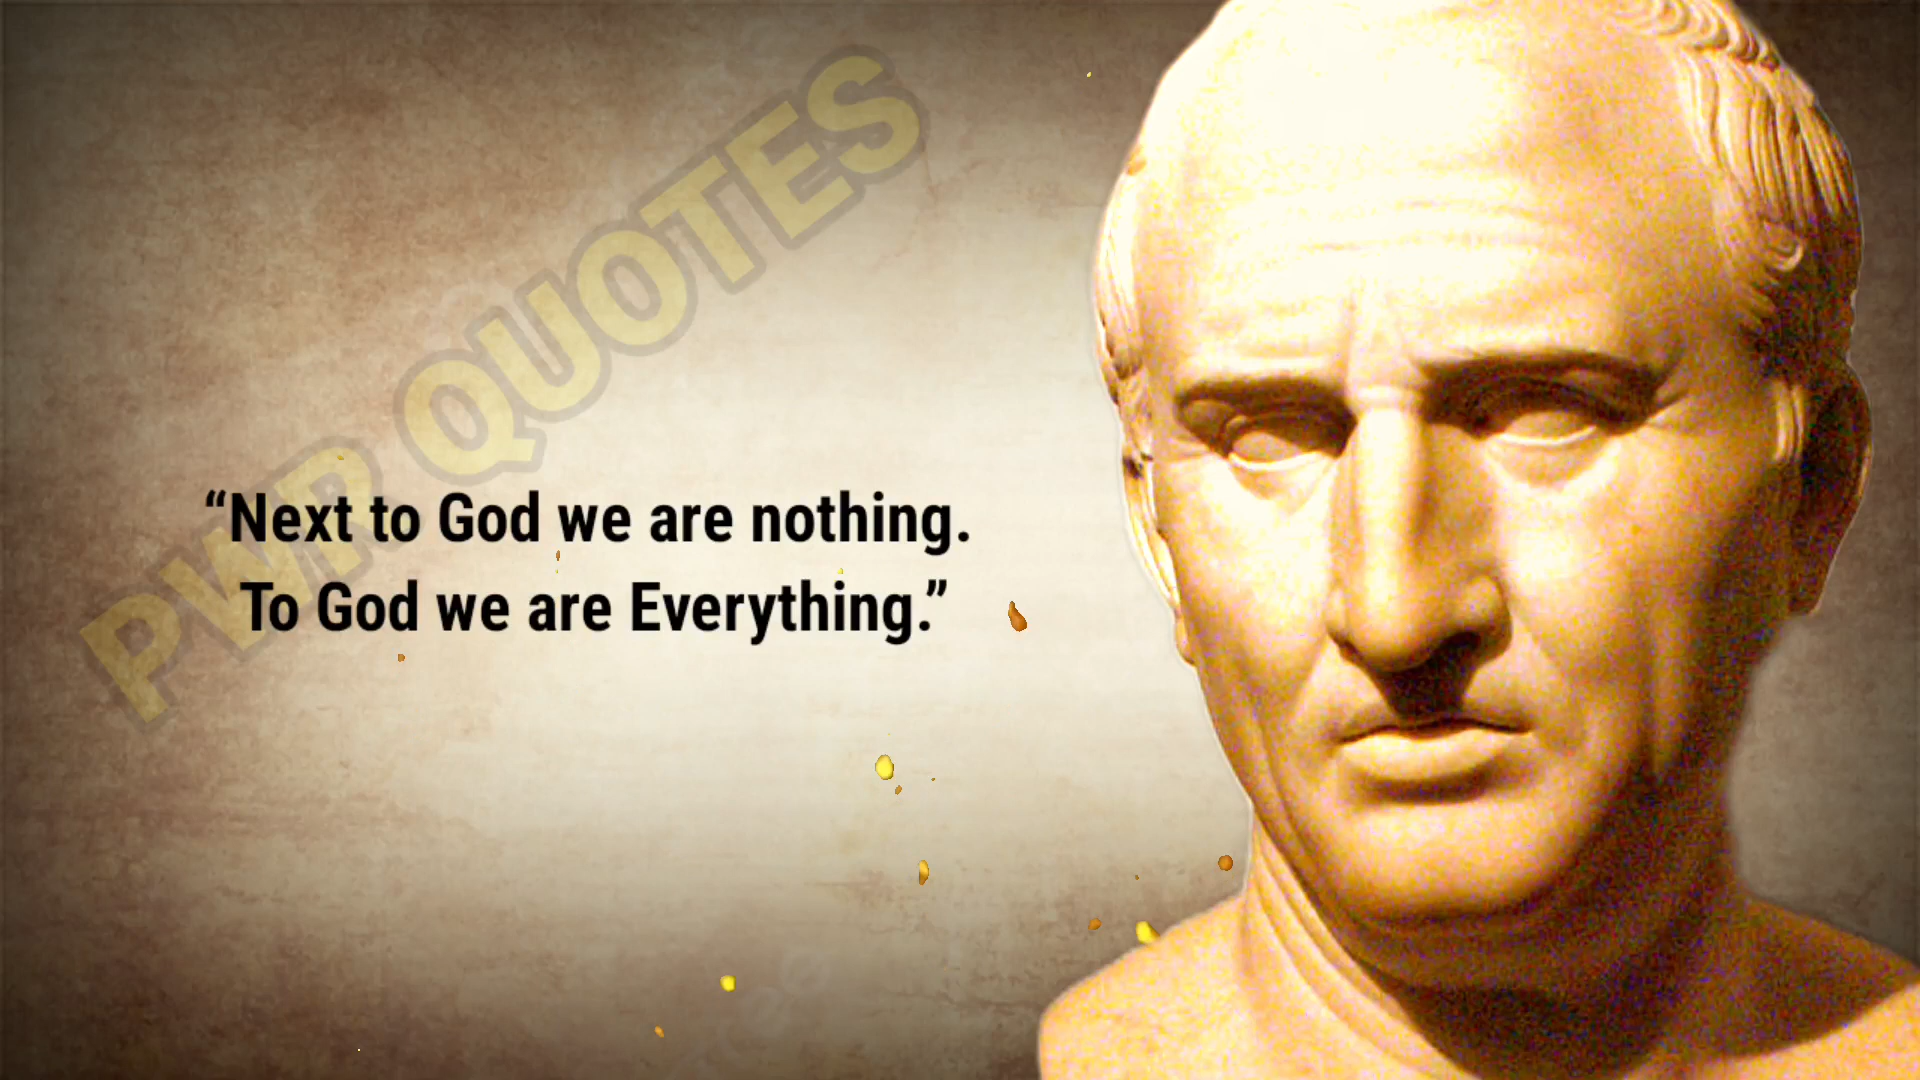 PWR QUOTES
“Next to God we are nothing.
To God we are Everything.”